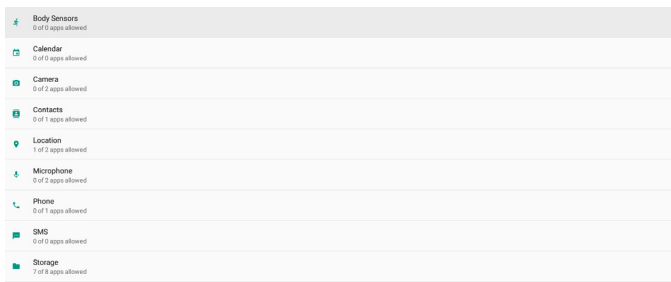 Body Sensors
0 of 0 apps allowed
Calendar
0 of 0 apps allowed
Camera
0 of 2 apps allowed
Contacts
0 of 1 apps allowed
Location
1 of 2 apps allowed
Microphone
0 of 2 apps allowed
Phone
0 of 1 apps allowed
SMS
0 of 0 apps allowed
Storage
7 of 8 apps allowed